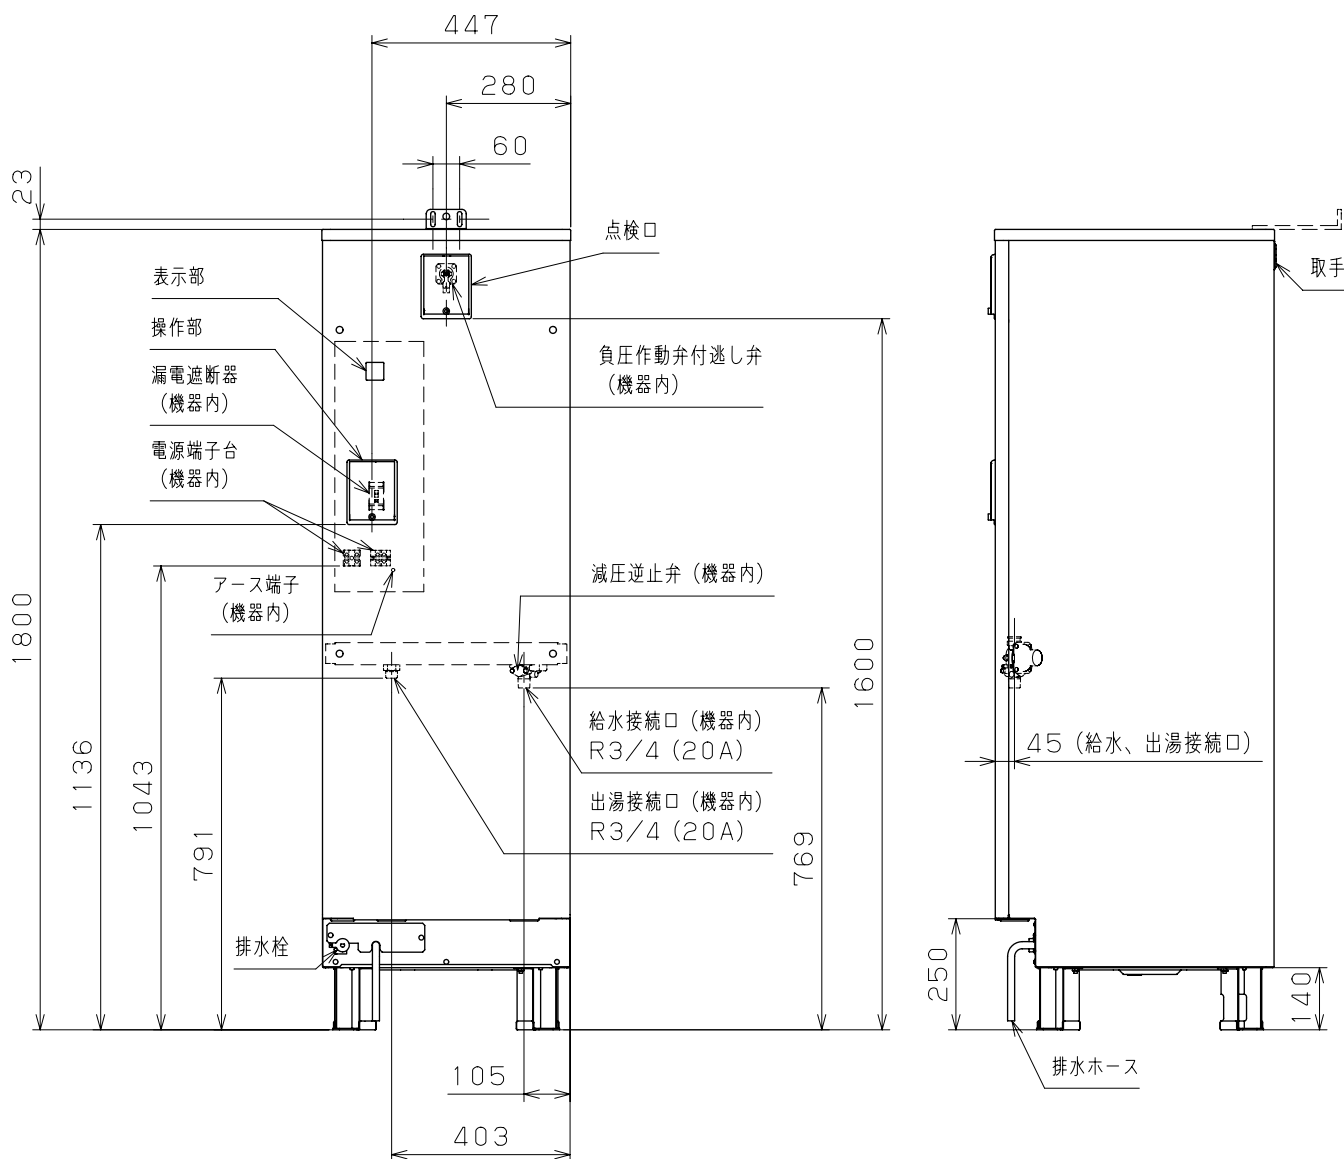 447
280
60
23
点検口
表示部
取手
操作部
負圧作動弁付逃し弁
（機器内）
漏電遮断器
（機器内）
電源端子台
（機器内）
減圧逆止弁（機器内）
アース端子
（機器内）
1800
1600
給水接続口（機器内）
R3/4（20A）
45（給水、出湯接続口）
1136
1043
出湯接続口（機器内）
R3/4（20A）
791
769
排水栓
250
140
排水ホース
105
403